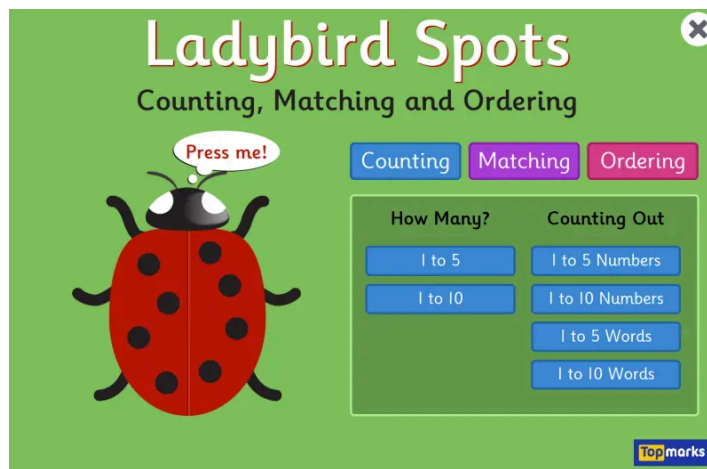 Ladybird Spots
Counting, Matching and Ordering
Press me!
Counting Matching Ordering
How Many? Counting Out
1 to 5 1 to 5 Numbers
1 to 10 1 to 10 Numbers
1 to 5 Words
1 to 10 Words
Topmarks